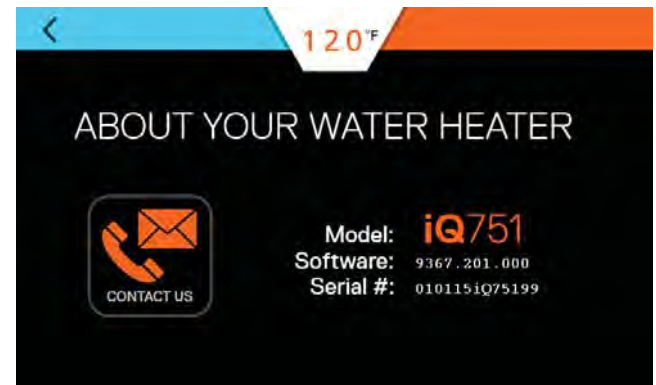 120°F
ABOUT YOUR WATER HEATER
Model: iQ751
Software: 9367.201.000
Serial #: 010115iQ75199
CONTACT US